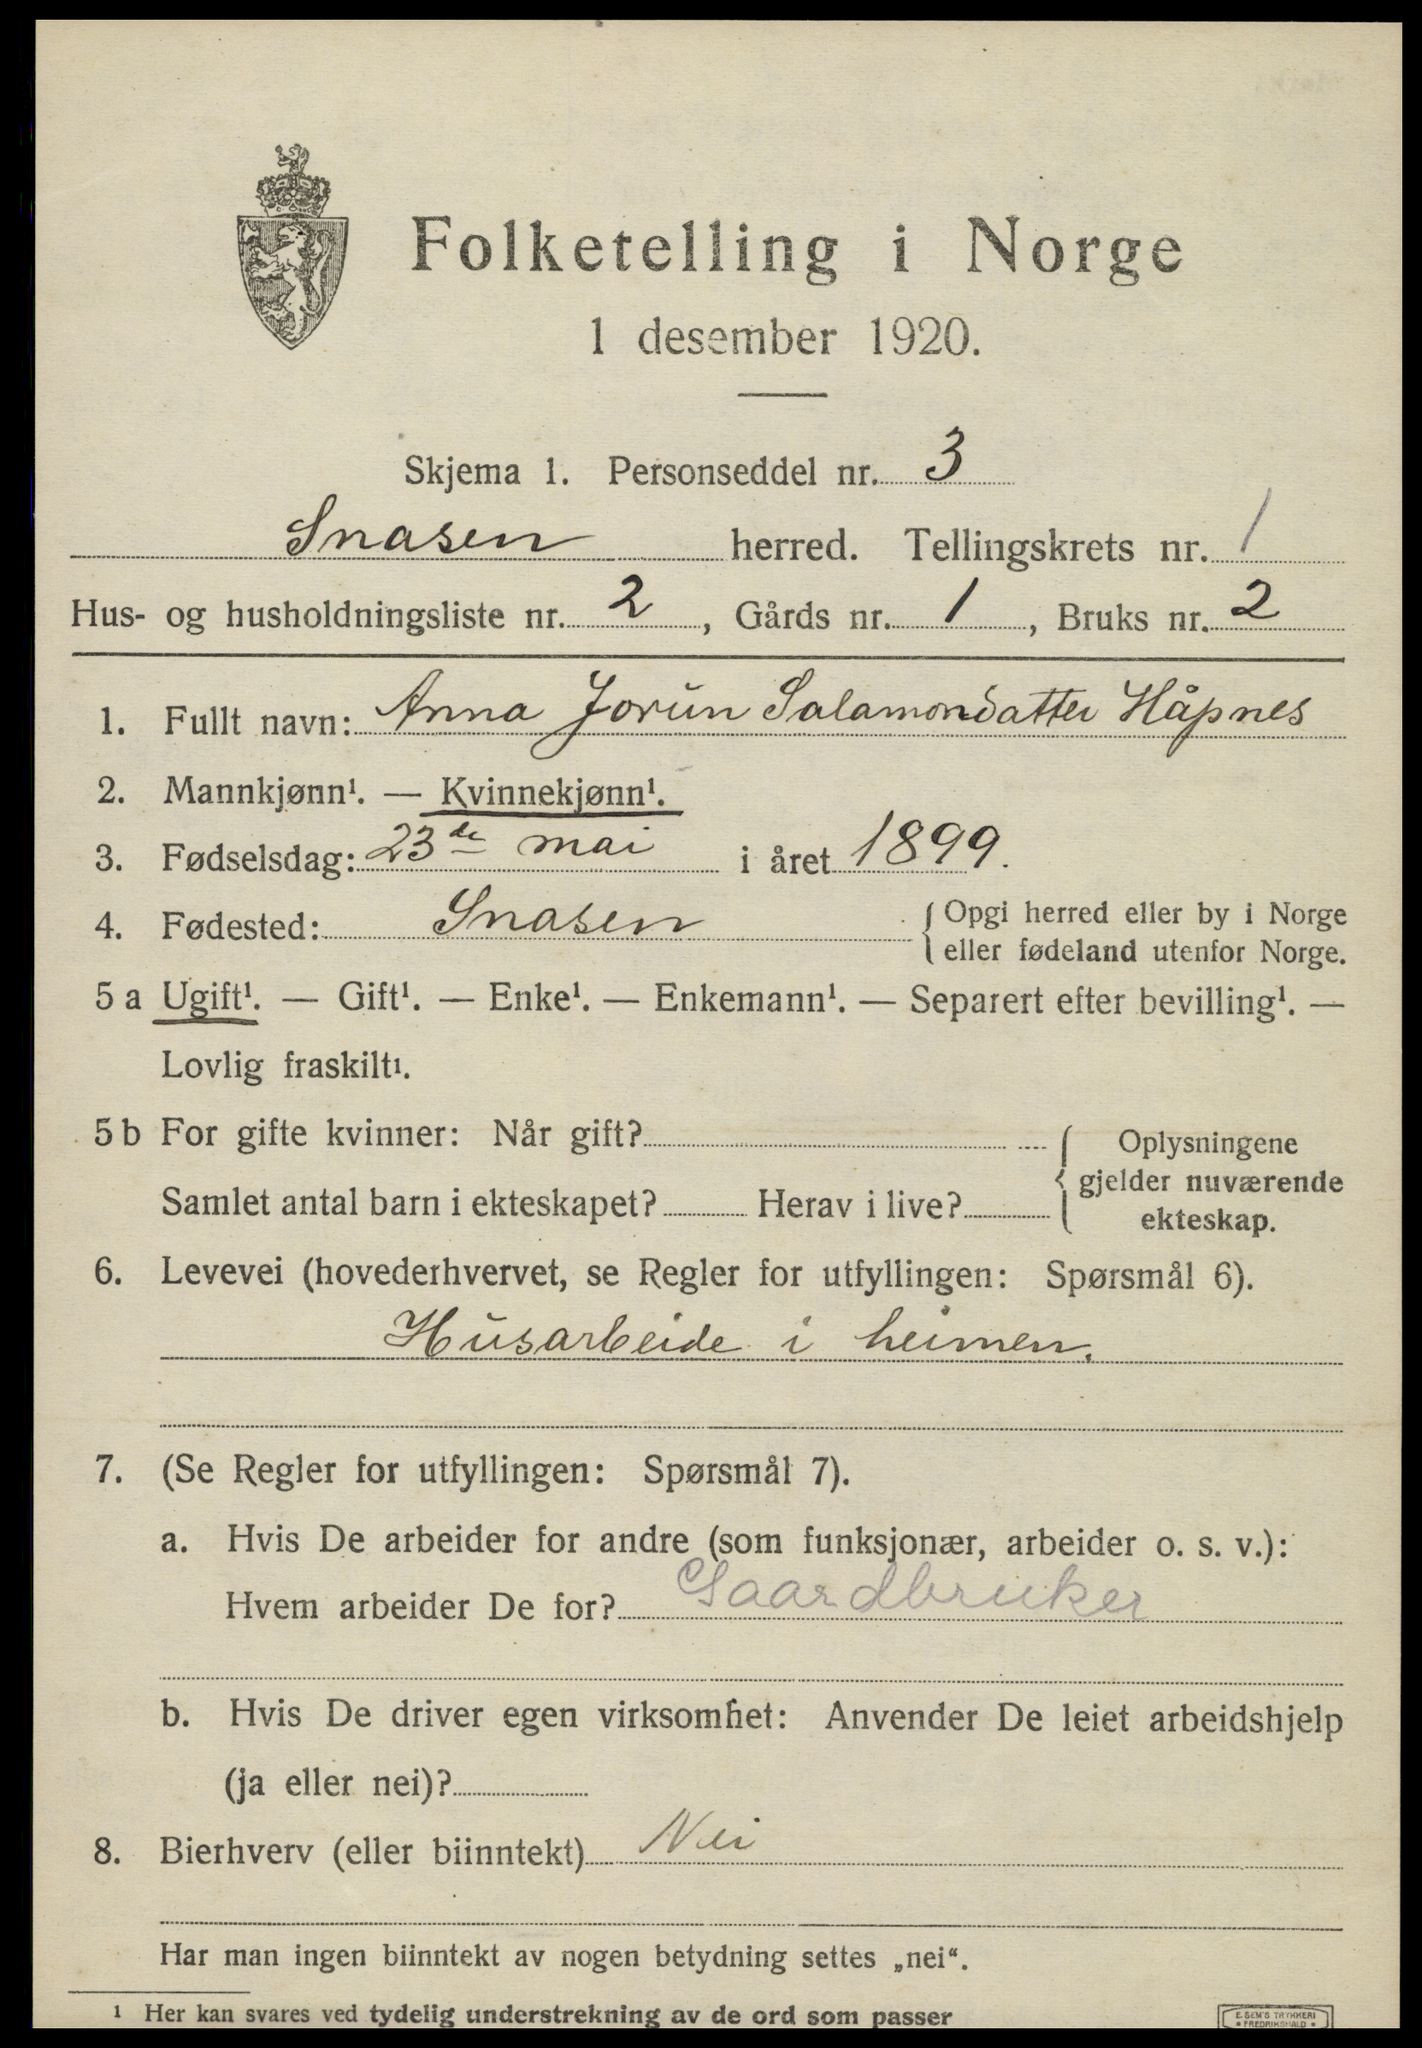 Folketelling i Norge
1 desember 1920.
Skjema 1. Personseddel nr. 3
Snasen herred. Tellingskrets nr. 1
Hus- og husholdningsliste nr. 2, Gårds nr. 1, Bruks nr. 2
1. Fullt navn: Anna Jorun Salamondatter Håpnes
2. Mannkjønn¹. — Kvinnekjønn¹.
3. Fødselsdag: 23de mai i året 1899.
4. Fødested: Snasen { Opgi herred eller by i Norge
eller fødeland utenfor Norge.
5 a Ugift¹. — Gift¹. — Enke¹. — Enkemann¹. — Separert efter bevilling¹. —
Lovlig fraskilt¹.
5 b For gifte kvinner: Når gift? { Oplysningene
gjelder nuværende
Samlet antal barn i ekteskapet? Herav i live? ekteskap.
6. Levevei (hovederhvervet, se Regler for utfyllingen: Spørsmål 6).
Husarbeide i heimen.
7. (Se Regler for utfyllingen: Spørsmål 7).
a. Hvis De arbeider for andre (som funksjonær, arbeider o. s. v.):
Hvem arbeider De for? Gaardbruker
b. Hvis De driver egen virksomhet: Anvender De leiet arbeidshjelp
(ja eller nei)?
8. Bierhverv (eller biinntekt) Nei
Har man ingen biinntekt av nogen betydning settes „nei“.
¹ Her kan svares ved tydelig understrekning av de ord som passer
E. SEM'S TRYKKERI
• FREDRIKSHALD •